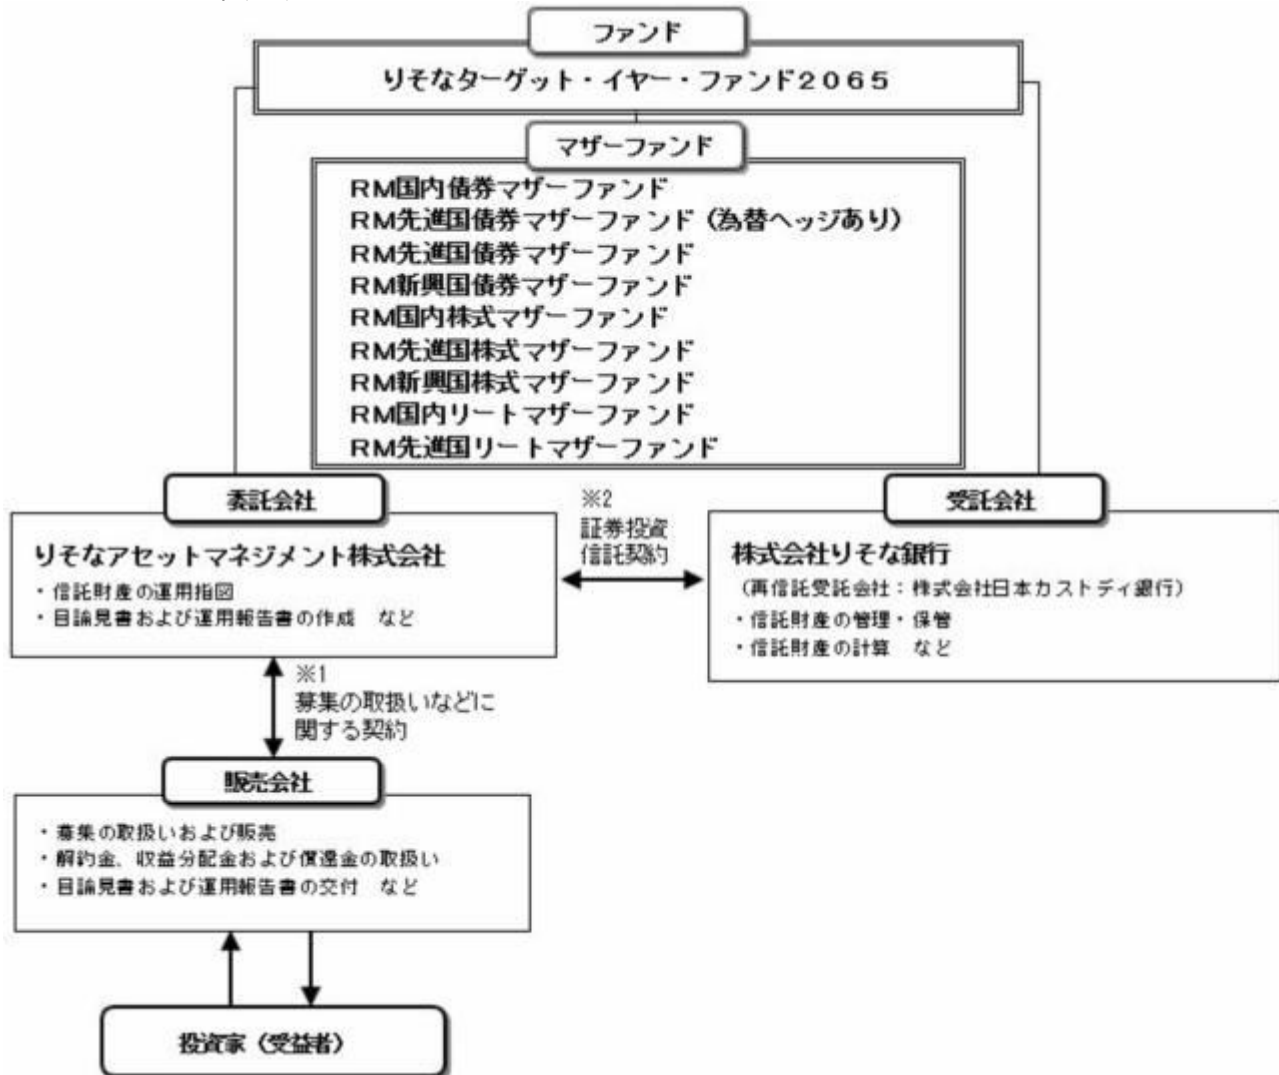 ファンド
りそなターゲット・イヤー・ファンド2065
マザーファンド
RM国内債券マザーファンド
RM先進国債券マザーファンド(為替ヘッジあり)
RM先進国債券マザーファンド
RM新興国債券マザーファンド
RM国内株式マザーファンド
RM先進国株式マザーファンド
RM新興国株式マザーファンド
RM国内リートマザーファンド
RM先進国リートマザーファンド
委託会社
りそなアセットマネジメント株式会社
・信託財産の運用指図
・目論見書および運用報告書の作成 など
※2
証券投資
信託契約
受託会社
株式会社りそな銀行
(再信託受託会社:株式会社日本カストディ銀行)
・信託財産の管理・保管
・信託財産の計算 など
※1
募集の取扱いなどに
関する契約
販売会社
・募集の取扱いおよび販売
・解約金、収益分配金および償還金の取扱い
・目論見書および運用報告書の交付 など
投資家(受益者)